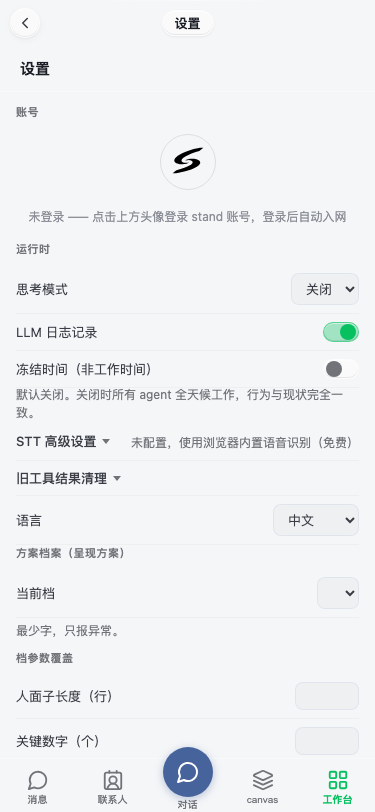 设置
设置
账号
未登录 —— 点击上方头像登录 stand 账号，登录后自动入网
运行时
思考模式
关闭
LLM 日志记录
冻结时间（非工作时间）
默认关闭。关闭时所有 agent 全天候工作，行为与现状完全一
致。
STT 高级设置
未配置，使用浏览器内置语音识别（免费）
旧工具结果清理
语言
中文
方案档案（呈现方案）
当前档
最少字，只报异常。
档参数覆盖
人面子长度（行）
关键数字（个）
消息
联系人
对话
canvas
工作台